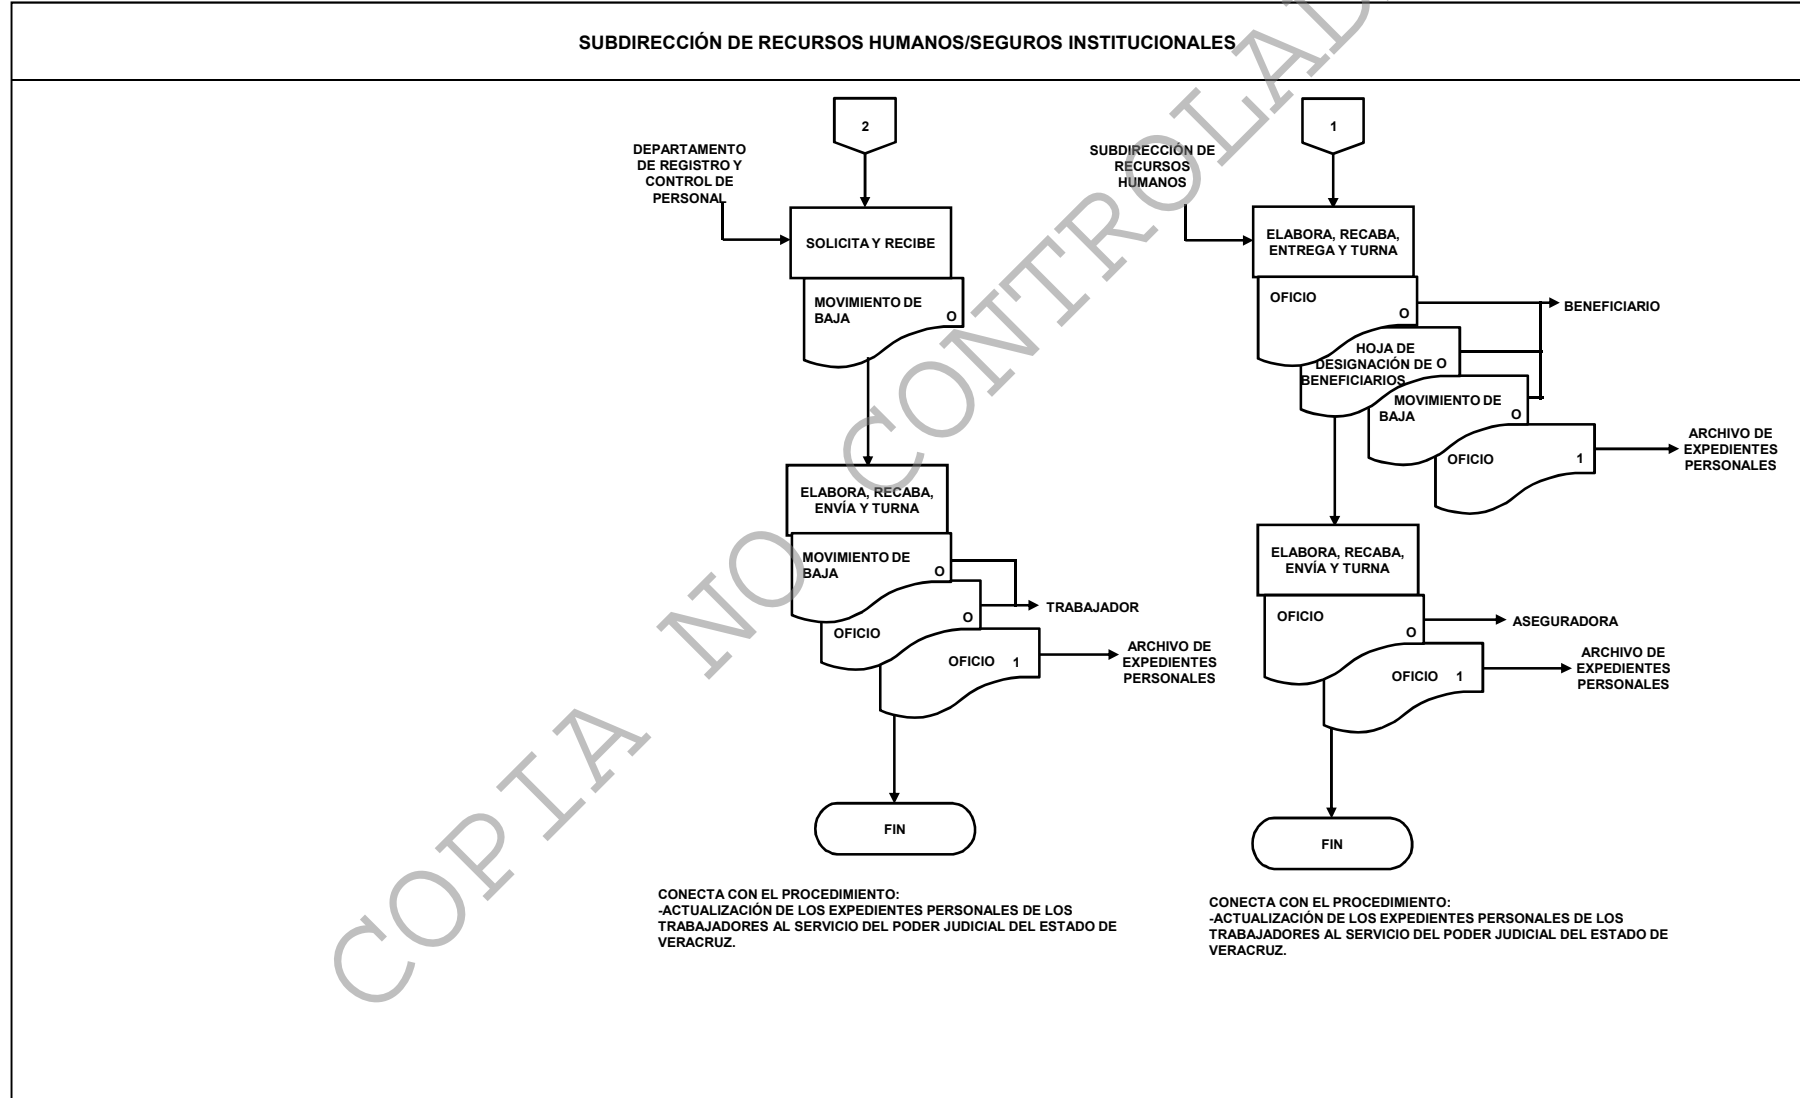 SUBDIRECCIÓN DE RECURSOS HUMANOS/SEGUROS INSTITUCIONALES
2
DEPARTAMENTO
DE REGISTRO Y
CONTROL DE
PERSONAL
SOLICITA Y RECIBE
MOVIMIENTO DE
BAJA O
ELABORA, RECABA,
ENVÍA Y TURNA
MOVIMIENTO DE
BAJA O
TRABAJADOR
OFICIO O
OFICIO 1
ARCHIVO DE
EXPEDIENTES
PERSONALES
FIN
CONECTA CON EL PROCEDIMIENTO:
-ACTUALIZACIÓN DE LOS EXPEDIENTES PERSONALES DE LOS
TRABAJADORES AL SERVICIO DEL PODER JUDICIAL DEL ESTADO DE
VERACRUZ.
1
SUBDIRECCIÓN DE
RECURSOS
HUMANOS
ELABORA, RECABA,
ENTREGA Y TURNA
OFICIO
O
BENEFICIARIO
HOJA DE
DESIGNACIÓN DE O
BENEFICIARIOS
MOVIMIENTO DE
BAJA O
OFICIO 1
ARCHIVO DE
EXPEDIENTES
PERSONALES
ELABORA, RECABA,
ENVÍA Y TURNA
OFICIO
O
ASEGURADORA
OFICIO 1
ARCHIVO DE
EXPEDIENTES
PERSONALES
FIN
CONECTA CON EL PROCEDIMIENTO:
-ACTUALIZACIÓN DE LOS EXPEDIENTES PERSONALES DE LOS
TRABAJADORES AL SERVICIO DEL PODER JUDICIAL DEL ESTADO DE
VERACRUZ.
COPIA NO CONTROLAD